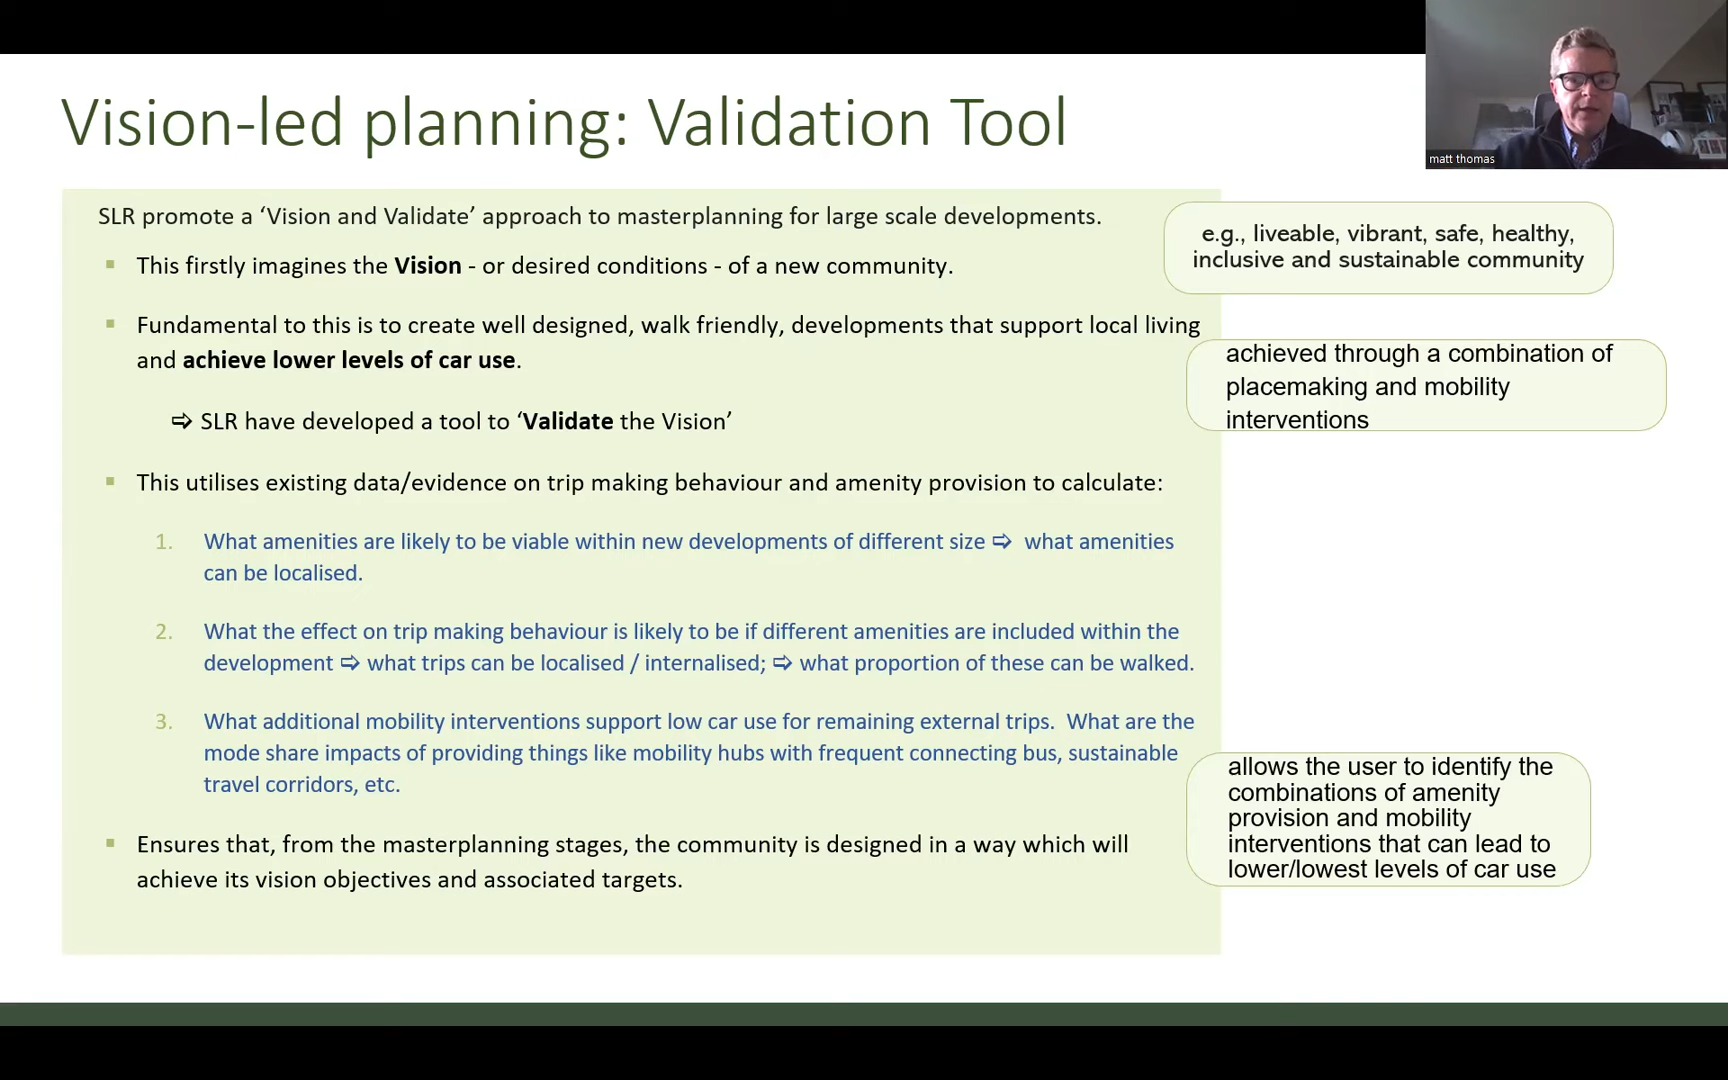 Vision-led planning: Validation Tool
matt thomas
SLR promote a ‘Vision and Validate’ approach to masterplanning for large scale developments.
▪ This firstly imagines the Vision - or desired conditions - of a new community.
e.g., liveable, vibrant, safe, healthy,
inclusive and sustainable community
▪ Fundamental to this is to create well designed, walk friendly, developments that support local living
and achieve lower levels of car use.
achieved through a combination of
placemaking and mobility
interventions
⇨ SLR have developed a tool to ‘Validate the Vision’
▪ This utilises existing data/evidence on trip making behaviour and amenity provision to calculate:
1. What amenities are likely to be viable within new developments of different size ⇨ what amenities
can be localised.
2. What the effect on trip making behaviour is likely to be if different amenities are included within the
development ⇨ what trips can be localised / internalised; ⇨ what proportion of these can be walked.
3. What additional mobility interventions support low car use for remaining external trips. What are the
mode share impacts of providing things like mobility hubs with frequent connecting bus, sustainable
travel corridors, etc.
allows the user to identify the
combinations of amenity
provision and mobility
interventions that can lead to
lower/lowest levels of car use
▪ Ensures that, from the masterplanning stages, the community is designed in a way which will
achieve its vision objectives and associated targets.